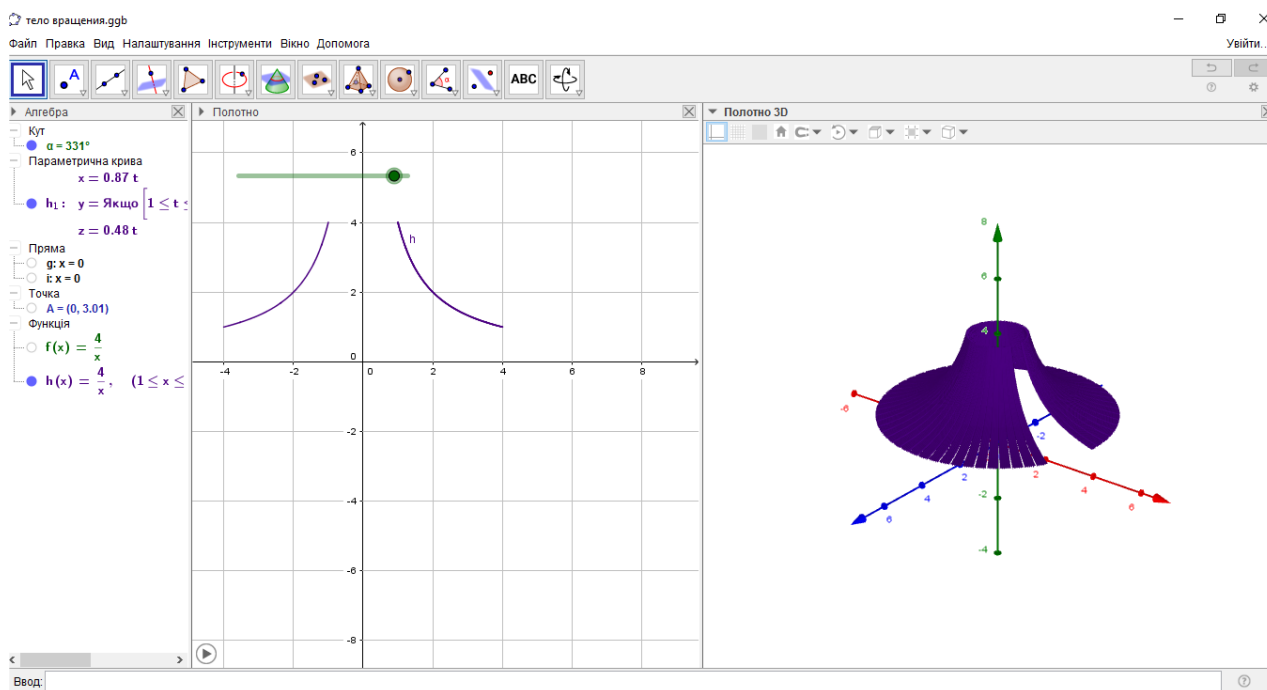 тело вращения.ggb
Файл Правка Вид Налаштування Інструменти Вікно Допомога
Увійти...
ABC
Алгебра
Полотно
Полотно 3D
Кут
α = 331°
Параметрична крива
x = 0.87 t
h₁ : y = Якщо [1 ≤ t ≤
z = 0.48 t
Пряма
g: x = 0
i: x = 0
Точка
A = (0, 3.01)
Функція
f(x) = 4/x
h(x) = 4/x, (1 ≤ x ≤
6
4
2
0
-2
-4
-6
-8
-4 -2 0 2 4 6 8
h
8
6
4
-2
-4
-6
2
4
6
-2
2
4
6
Ввод: